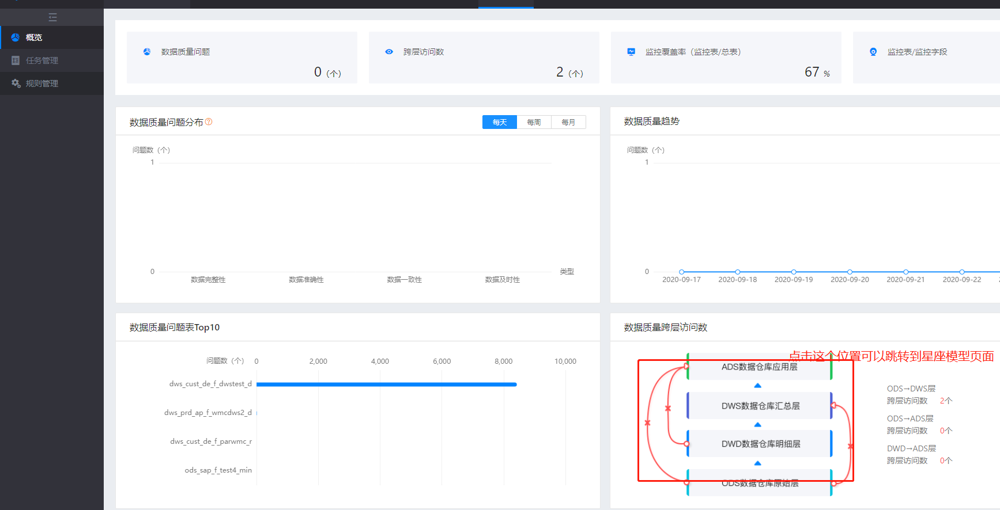 概览
任务管理
规则管理
数据质量问题
0 (个)
跨层访问数
2 (个)
监控覆盖率（监控表/总表）
67 %
监控表/监控字段
数据质量问题分布
每天 每周 每月
问题数（个）
1
0
类型
数据完整性 数据准确性 数据一致性 数据及时性
数据质量趋势
问题数（个）
1
0
2020-09-17 2020-09-18 2020-09-19 2020-09-20 2020-09-21 2020-09-22
数据质量问题表Top10
问题数（个） 0 2,000 4,000 6,000 8,000 10,000
dws_cust_de_f_dwstest_d
dws_prd_ap_f_wmcdws2_d
dws_cust_de_f_parwmc_r
ods_sap_f_test4_min
数据质量跨层访问数
点击这个位置可以跳转到星座模型页面
ADS数据仓库应用层
DWS数据仓库汇总层
DWD数据仓库明细层
ODS数据仓库原始层
ODS→DWS层
跨层访问数 2个
ODS→ADS层
跨层访问数 0个
DWD→ADS层
跨层访问数 0个